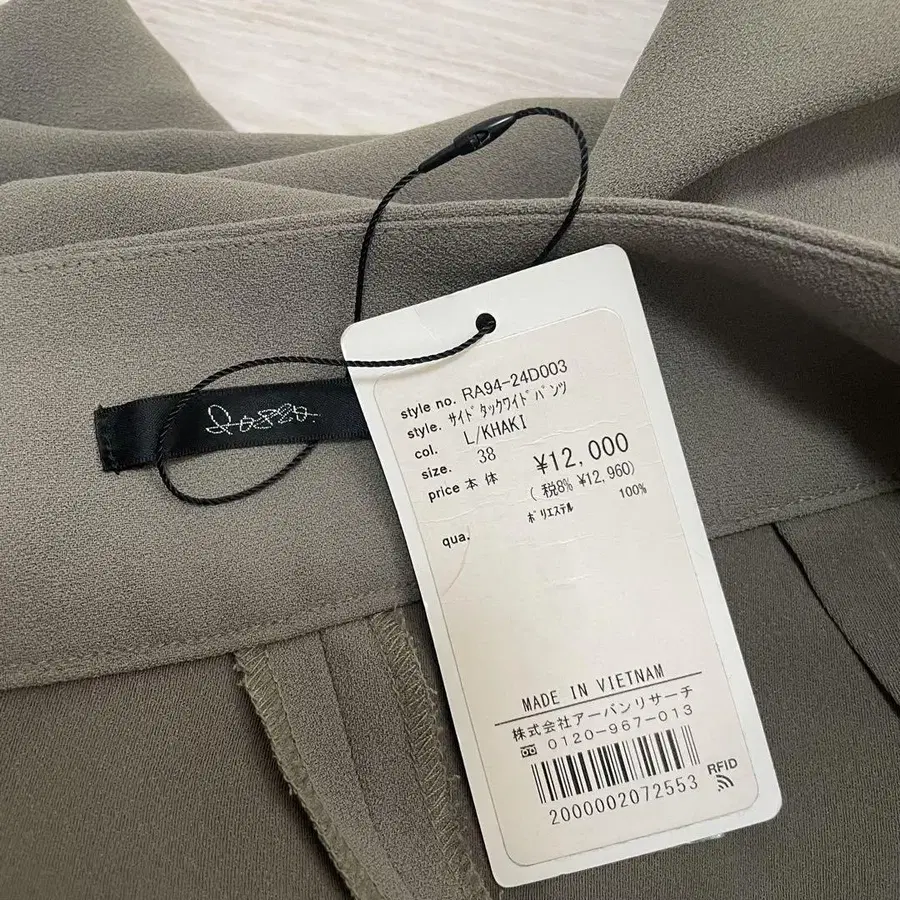 Rosso.
style no. RA94-24D003
style. ｻｲﾄﾞﾀｯｸﾜｲﾄﾞﾊﾟﾝﾂ
col. L/KHAKI
size. 38
price 本体 ¥12,000
(税8% ¥12,960)
qua. ﾎﾟﾘｴｽﾃﾙ 100%
MADE IN VIETNAM
株式会社アーバンリサーチ
0120-967-013
2000002072553
RFID